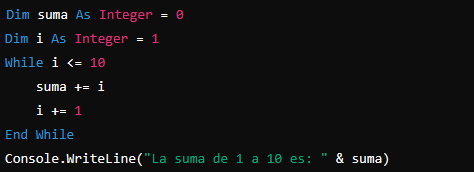 Dim suma As Integer = 0
Dim i As Integer = 1
While i <= 10
    suma += i
    i += 1
End While
Console.WriteLine("La suma de 1 a 10 es: " & suma)